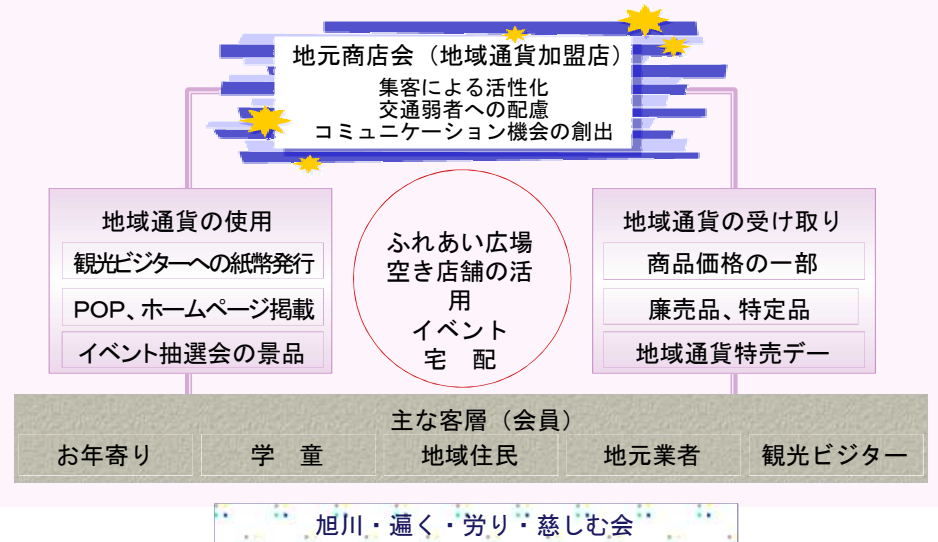 地元商店会（地域通貨加盟店）
集客による活性化
交通弱者への配慮
コミュニケーション機会の創出
地域通貨の使用
観光ビジターへの紙幣発行
POP、ホームページ掲載
イベント抽選会の景品
ふれあい広場
空き店舗の活
用
イベント
宅　配
地域通貨の受け取り
商品価格の一部
廉売品、特定品
地域通貨特売デー
主な客層（会員）
お年寄り
学　童
地域住民
地元業者
観光ビジター
旭川・遍く・労り・慈しむ会